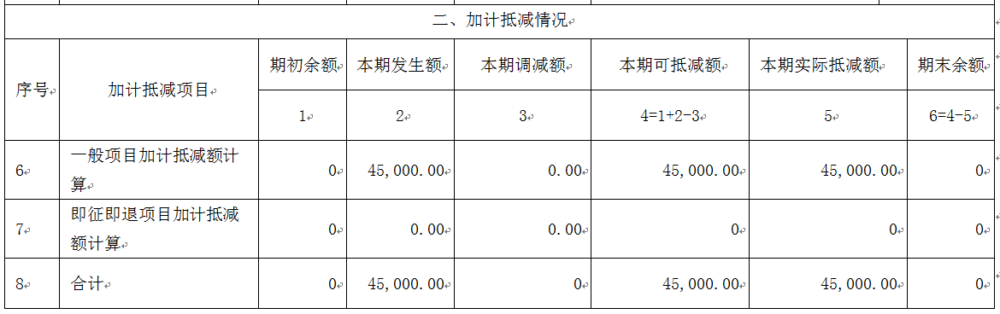 二、加计抵减情况
序号 加计抵减项目 期初余额 本期发生额 本期调减额 本期可抵减额 本期实际抵减额 期末余额
1 2 3 4=1+2-3 5 6=4-5
6 一般项目加计抵减额计
算 0 45,000.00 0.00 45,000.00 45,000.00 0
7 即征即退项目加计抵减
额计算 0 0.00 0.00 0 0 0
8 合计 0 45,000.00 0 45,000.00 45,000.00 0